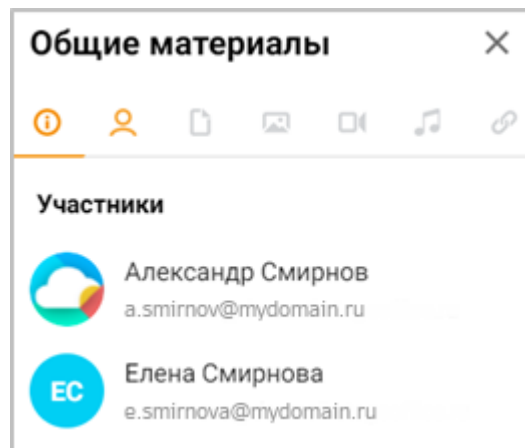 Общие материалы
Участники
Александр Смирнов
a.smirnov@mydomain.ru
ЕС
Елена Смирнова
e.smirnova@mydomain.ru